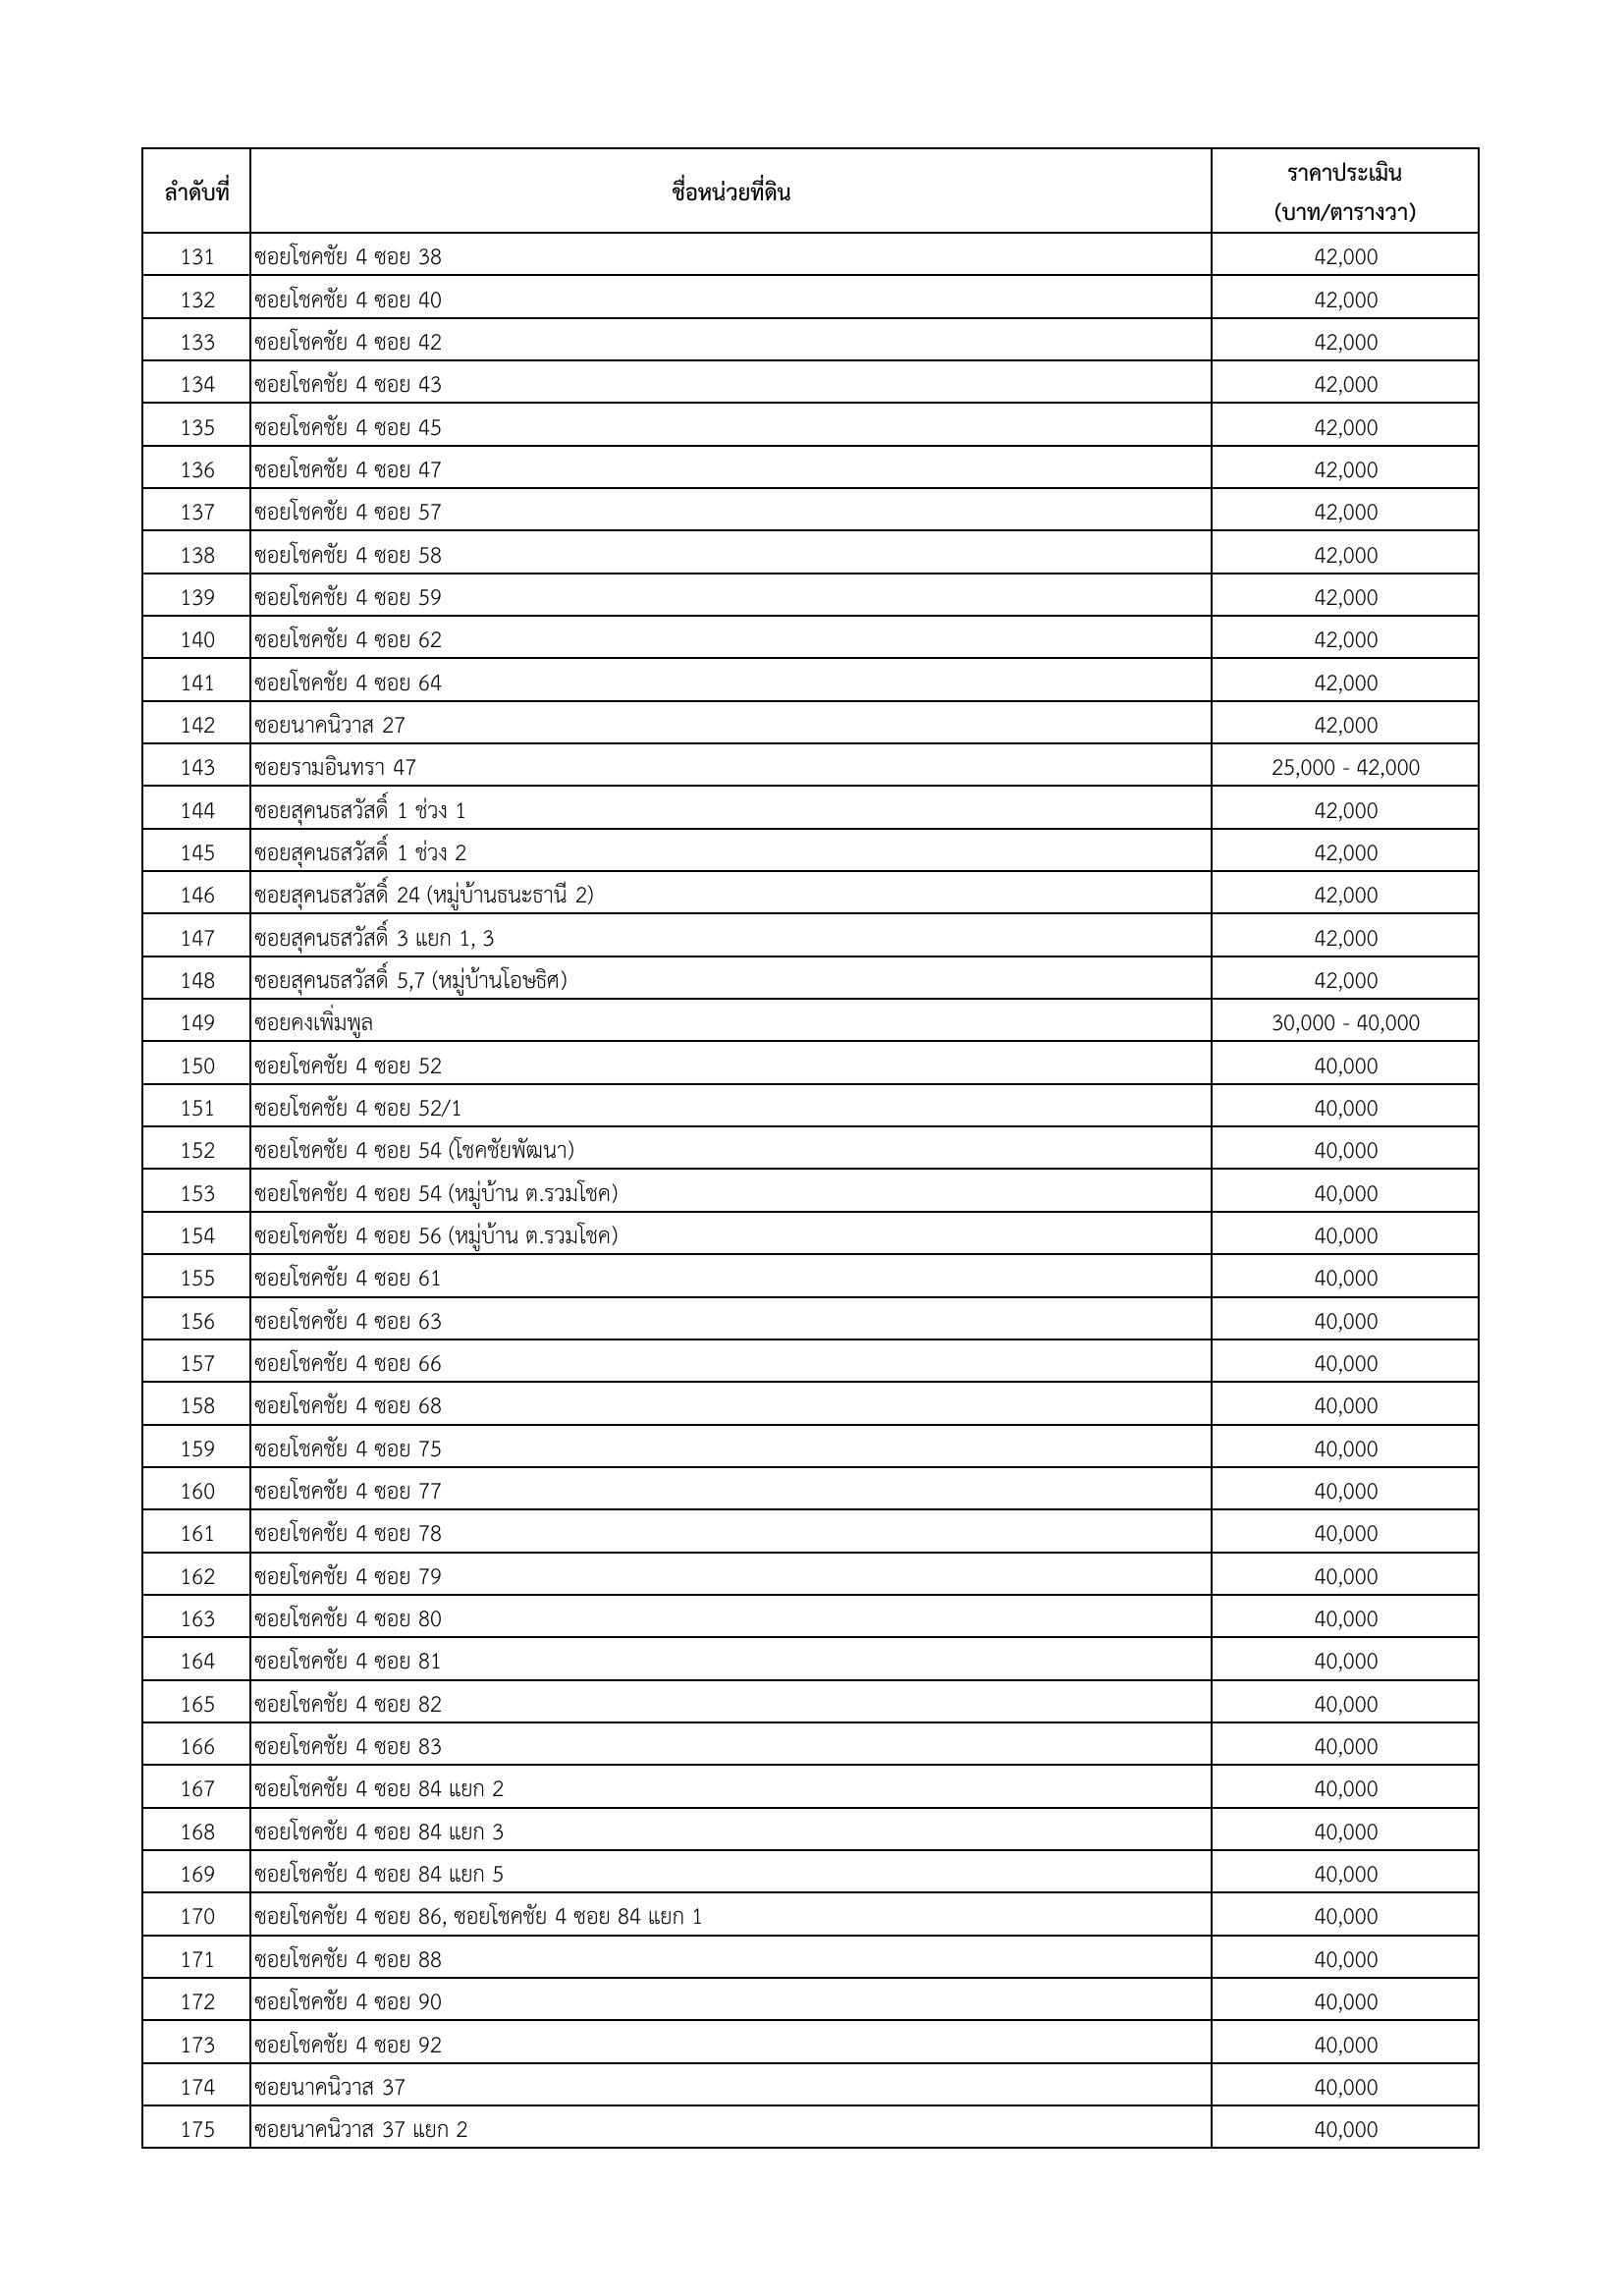 ลำดับที่ ชื่อหน่วยที่ดิน ราคาประเมิน
(บาท/ตารางวา)
131 ซอยโชคชัย 4 ซอย 38 42,000
132 ซอยโชคชัย 4 ซอย 40 42,000
133 ซอยโชคชัย 4 ซอย 42 42,000
134 ซอยโชคชัย 4 ซอย 43 42,000
135 ซอยโชคชัย 4 ซอย 45 42,000
136 ซอยโชคชัย 4 ซอย 47 42,000
137 ซอยโชคชัย 4 ซอย 57 42,000
138 ซอยโชคชัย 4 ซอย 58 42,000
139 ซอยโชคชัย 4 ซอย 59 42,000
140 ซอยโชคชัย 4 ซอย 62 42,000
141 ซอยโชคชัย 4 ซอย 64 42,000
142 ซอยนาคนิวาส 27 42,000
143 ซอยรามอินทรา 47 25,000 - 42,000
144 ซอยสุคนธสวัสดิ์ 1 ช่วง 1 42,000
145 ซอยสุคนธสวัสดิ์ 1 ช่วง 2 42,000
146 ซอยสุคนธสวัสดิ์ 24 (หมู่บ้านธนะธานี 2) 42,000
147 ซอยสุคนธสวัสดิ์ 3 แยก 1, 3 42,000
148 ซอยสุคนธสวัสดิ์ 5,7 (หมู่บ้านโอษธิศ) 42,000
149 ซอยคงเพิ่มพูล 30,000 - 40,000
150 ซอยโชคชัย 4 ซอย 52 40,000
151 ซอยโชคชัย 4 ซอย 52/1 40,000
152 ซอยโชคชัย 4 ซอย 54 (โชคชัยพัฒนา) 40,000
153 ซอยโชคชัย 4 ซอย 54 (หมู่บ้าน ต.รวมโชค) 40,000
154 ซอยโชคชัย 4 ซอย 56 (หมู่บ้าน ต.รวมโชค) 40,000
155 ซอยโชคชัย 4 ซอย 61 40,000
156 ซอยโชคชัย 4 ซอย 63 40,000
157 ซอยโชคชัย 4 ซอย 66 40,000
158 ซอยโชคชัย 4 ซอย 68 40,000
159 ซอยโชคชัย 4 ซอย 75 40,000
160 ซอยโชคชัย 4 ซอย 77 40,000
161 ซอยโชคชัย 4 ซอย 78 40,000
162 ซอยโชคชัย 4 ซอย 79 40,000
163 ซอยโชคชัย 4 ซอย 80 40,000
164 ซอยโชคชัย 4 ซอย 81 40,000
165 ซอยโชคชัย 4 ซอย 82 40,000
166 ซอยโชคชัย 4 ซอย 83 40,000
167 ซอยโชคชัย 4 ซอย 84 แยก 2 40,000
168 ซอยโชคชัย 4 ซอย 84 แยก 3 40,000
169 ซอยโชคชัย 4 ซอย 84 แยก 5 40,000
170 ซอยโชคชัย 4 ซอย 86, ซอยโชคชัย 4 ซอย 84 แยก 1 40,000
171 ซอยโชคชัย 4 ซอย 88 40,000
172 ซอยโชคชัย 4 ซอย 90 40,000
173 ซอยโชคชัย 4 ซอย 92 40,000
174 ซอยนาคนิวาส 37 40,000
175 ซอยนาคนิวาส 37 แยก 2 40,000